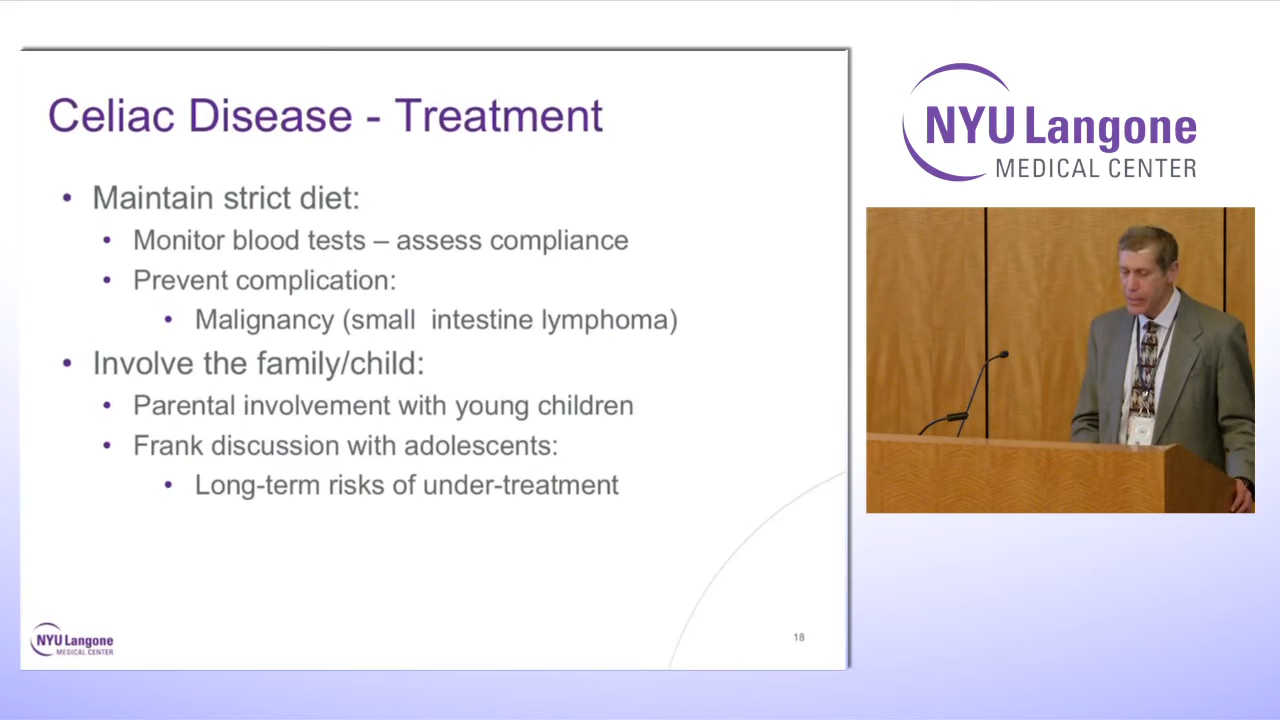 Celiac Disease - Treatment
• Maintain strict diet:
• Monitor blood tests – assess compliance
• Prevent complication:
• Malignancy (small  intestine lymphoma)
• Involve the family/child:
• Parental involvement with young children
• Frank discussion with adolescents:
• Long-term risks of under-treatment
NYU Langone
MEDICAL CENTER
18
NYU Langone
MEDICAL CENTER